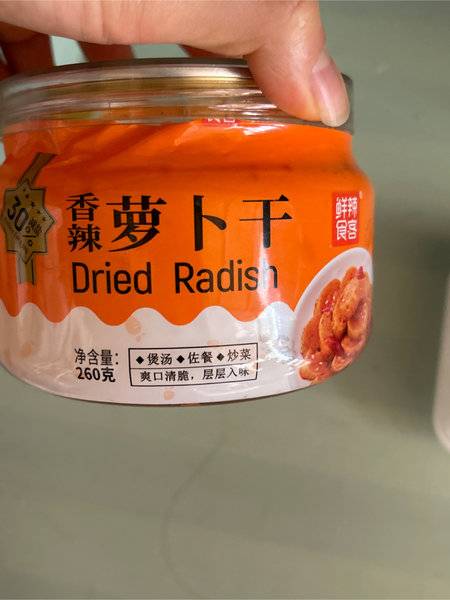 香辣
萝卜干
Dried Radish
鲜辣
食客
30
净含量:
260克
◆煲汤◆佐餐◆炒菜
爽口清脆,层层入味